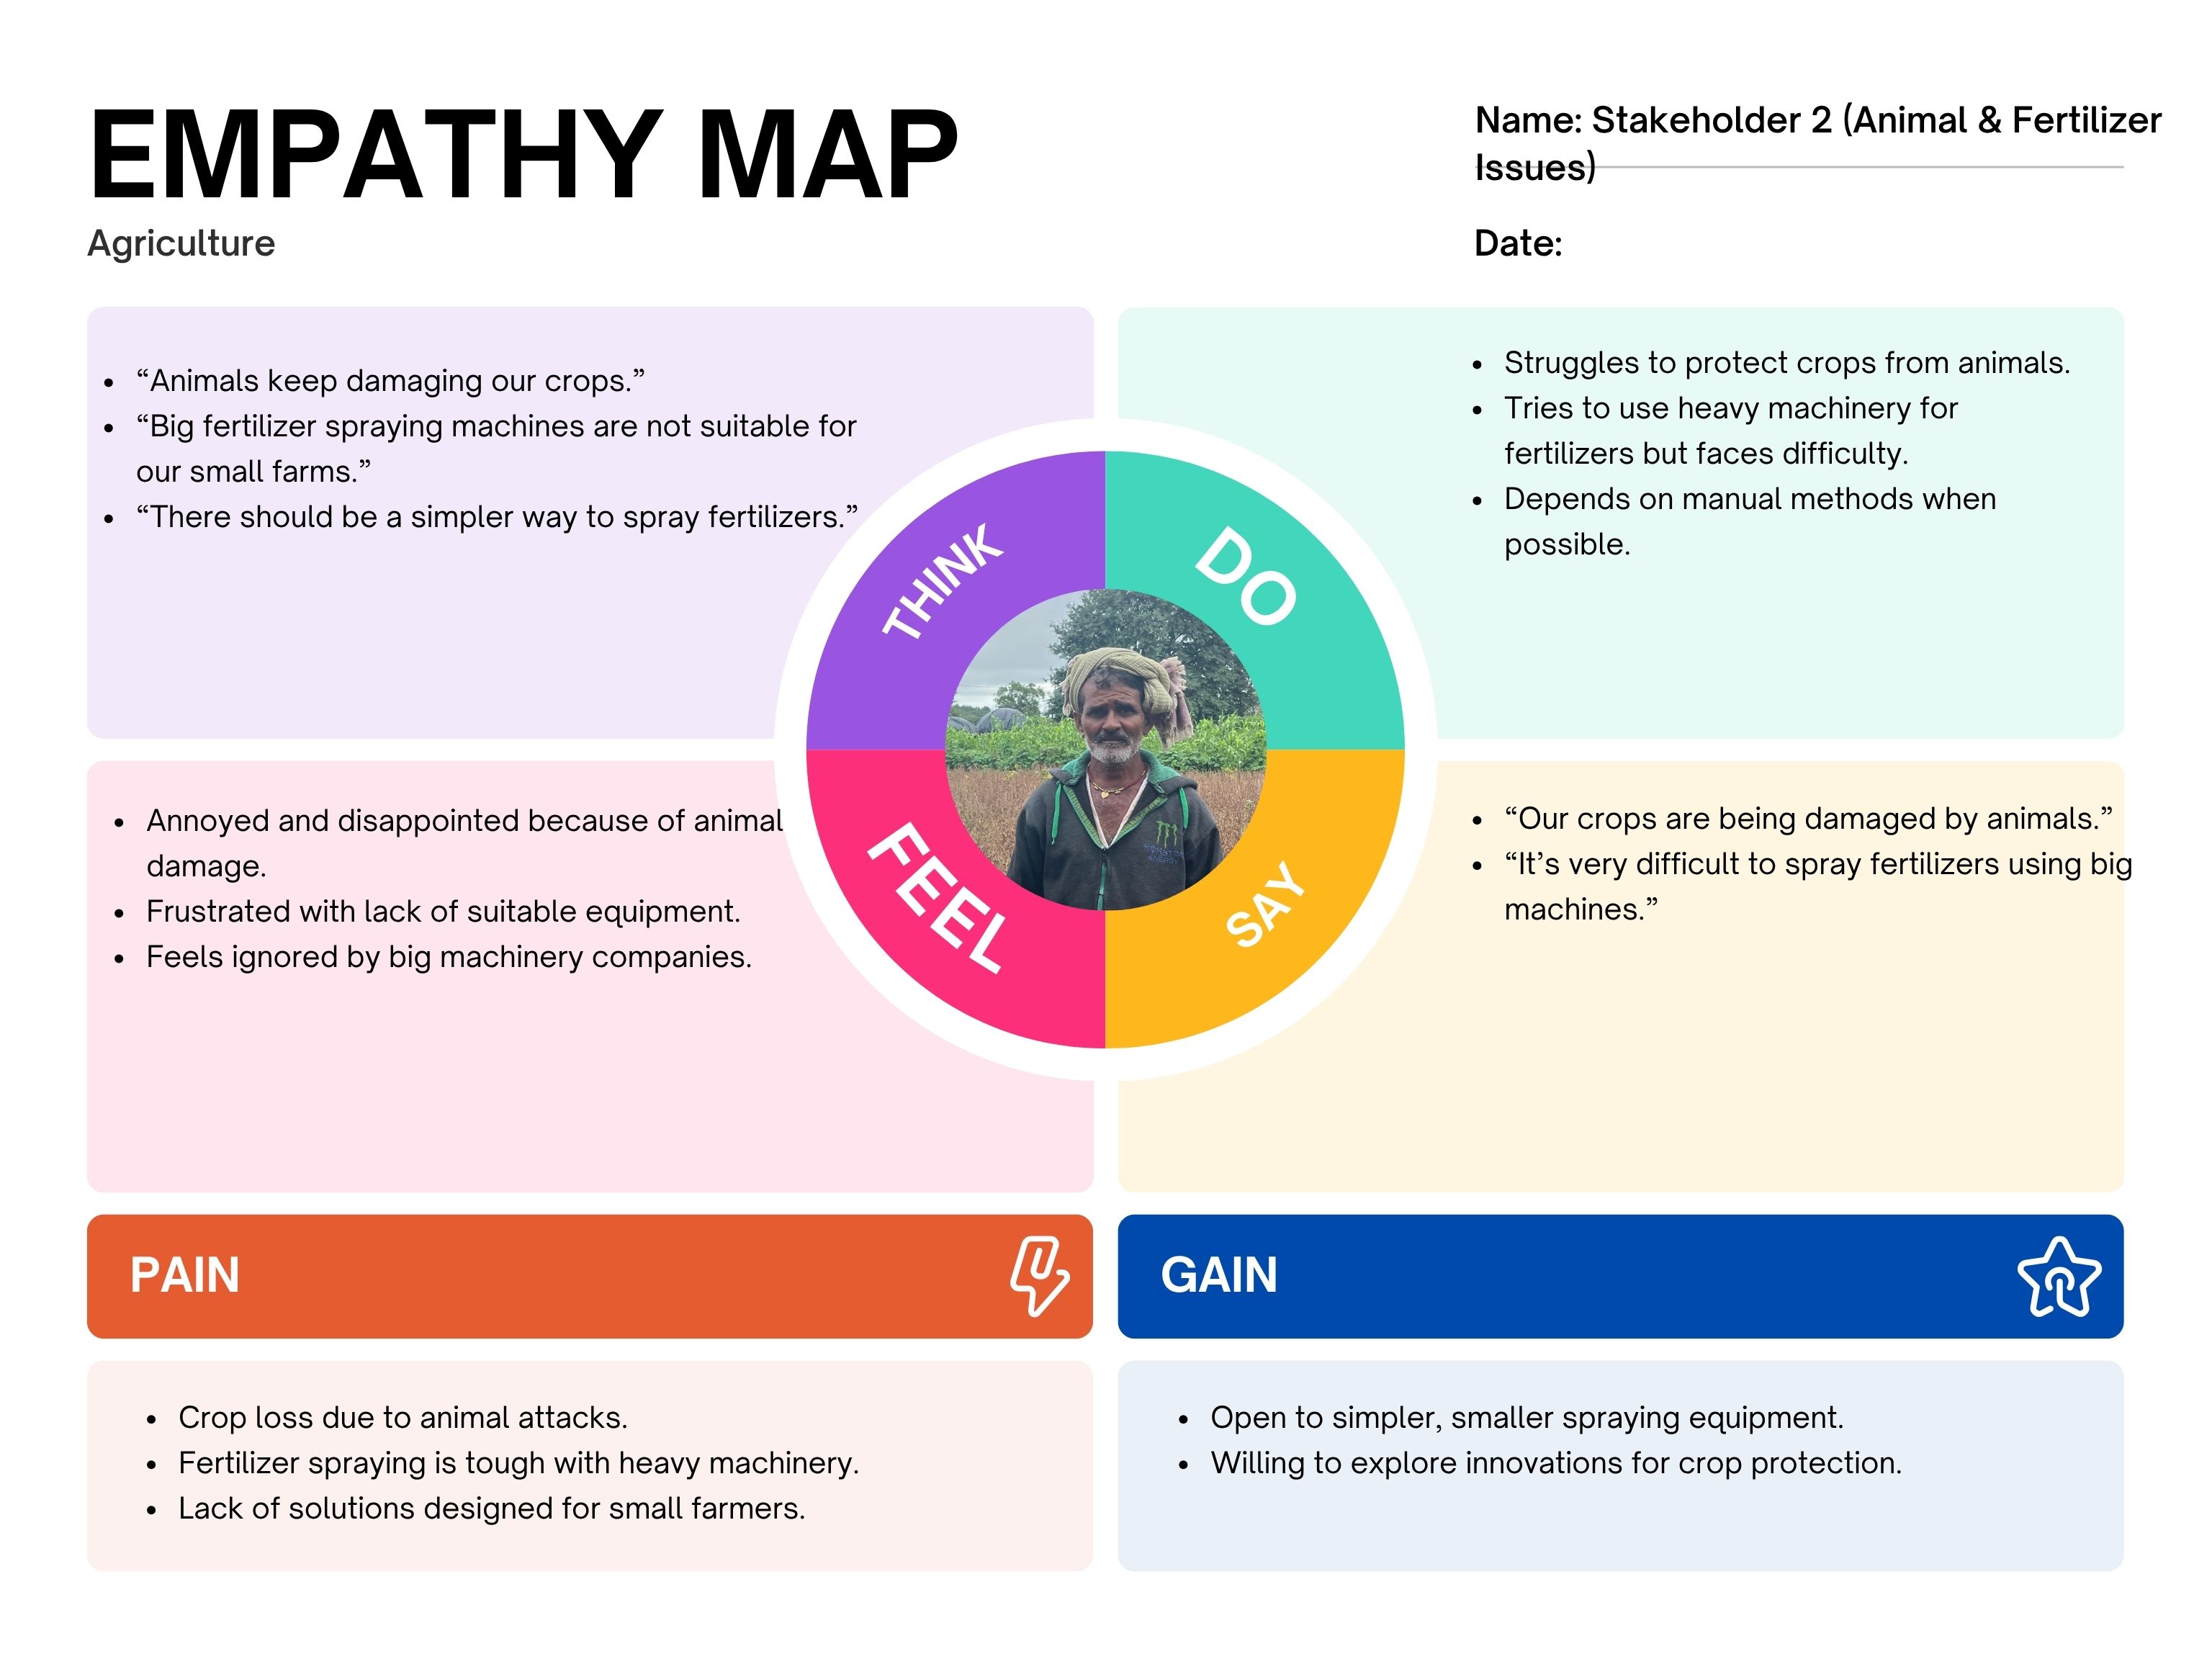 EMPATHY MAP
Agriculture
Name: Stakeholder 2 (Animal & Fertilizer
Issues)
Date:
• “Animals keep damaging our crops.”
• “Big fertilizer spraying machines are not suitable for
our small farms.”
• “There should be a simpler way to spray fertilizers.”
• Struggles to protect crops from animals.
• Tries to use heavy machinery for
fertilizers but faces difficulty.
• Depends on manual methods when
possible.
THINK
DO
FEEL
SAY
• Annoyed and disappointed because of animal
damage.
• Frustrated with lack of suitable equipment.
• Feels ignored by big machinery companies.
• “Our crops are being damaged by animals.”
• “It’s very difficult to spray fertilizers using big
machines.”
PAIN
GAIN
• Crop loss due to animal attacks.
• Fertilizer spraying is tough with heavy machinery.
• Lack of solutions designed for small farmers.
• Open to simpler, smaller spraying equipment.
• Willing to explore innovations for crop protection.